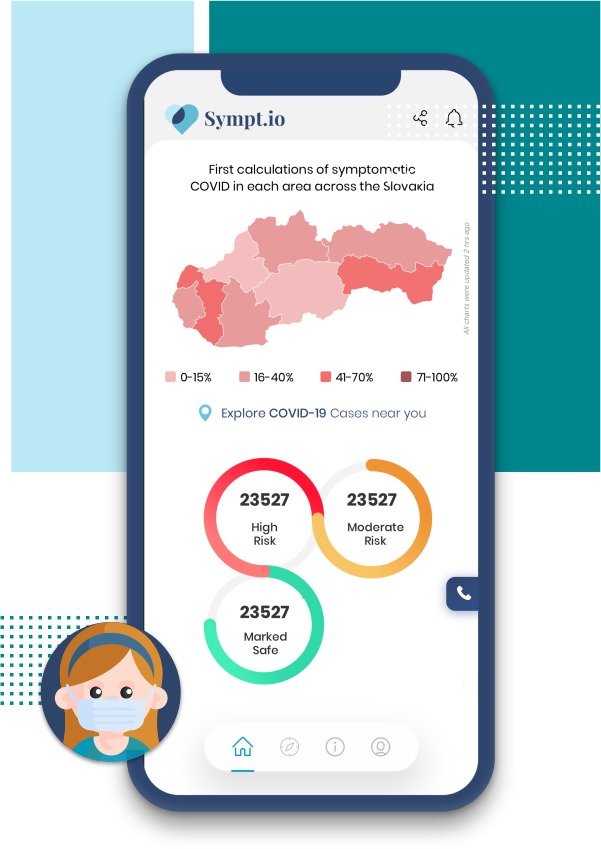 Sympt.io
First calculations of symptomatic
COVID in each area across the Slovakia
All charts were updated 2 hrs ago
0-15%
16-40%
41-70%
71-100%
Explore COVID-19 Cases near you
23527
High
Risk
23527
Moderate
Risk
23527
Marked
Safe